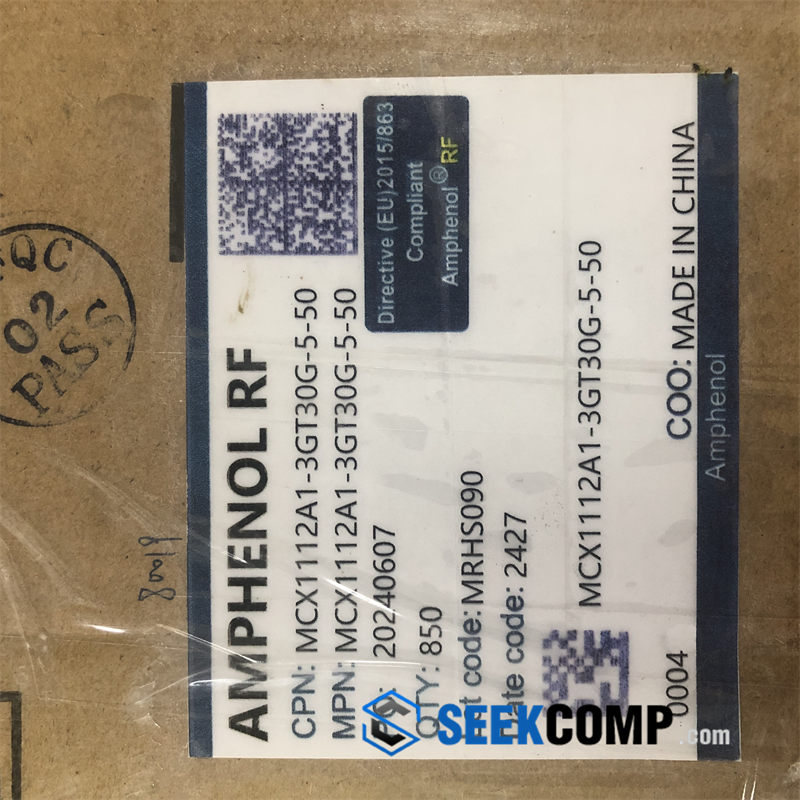 AMPHENOL RF
CPN: MCX1112A1-3GT30G-5-50
MPN: MCX1112A1-3GT30G-5-50
20240607
QTY: 850
code: MRHS090
Date code: 2427
MCX1112A1-3GT30G-5-50
0004
COO: MADE IN CHINA
Amphenol
Directive (EU)2015/863
Compliant
Amphenol® RF
QC
02
PASS
SEEKCOMP.com